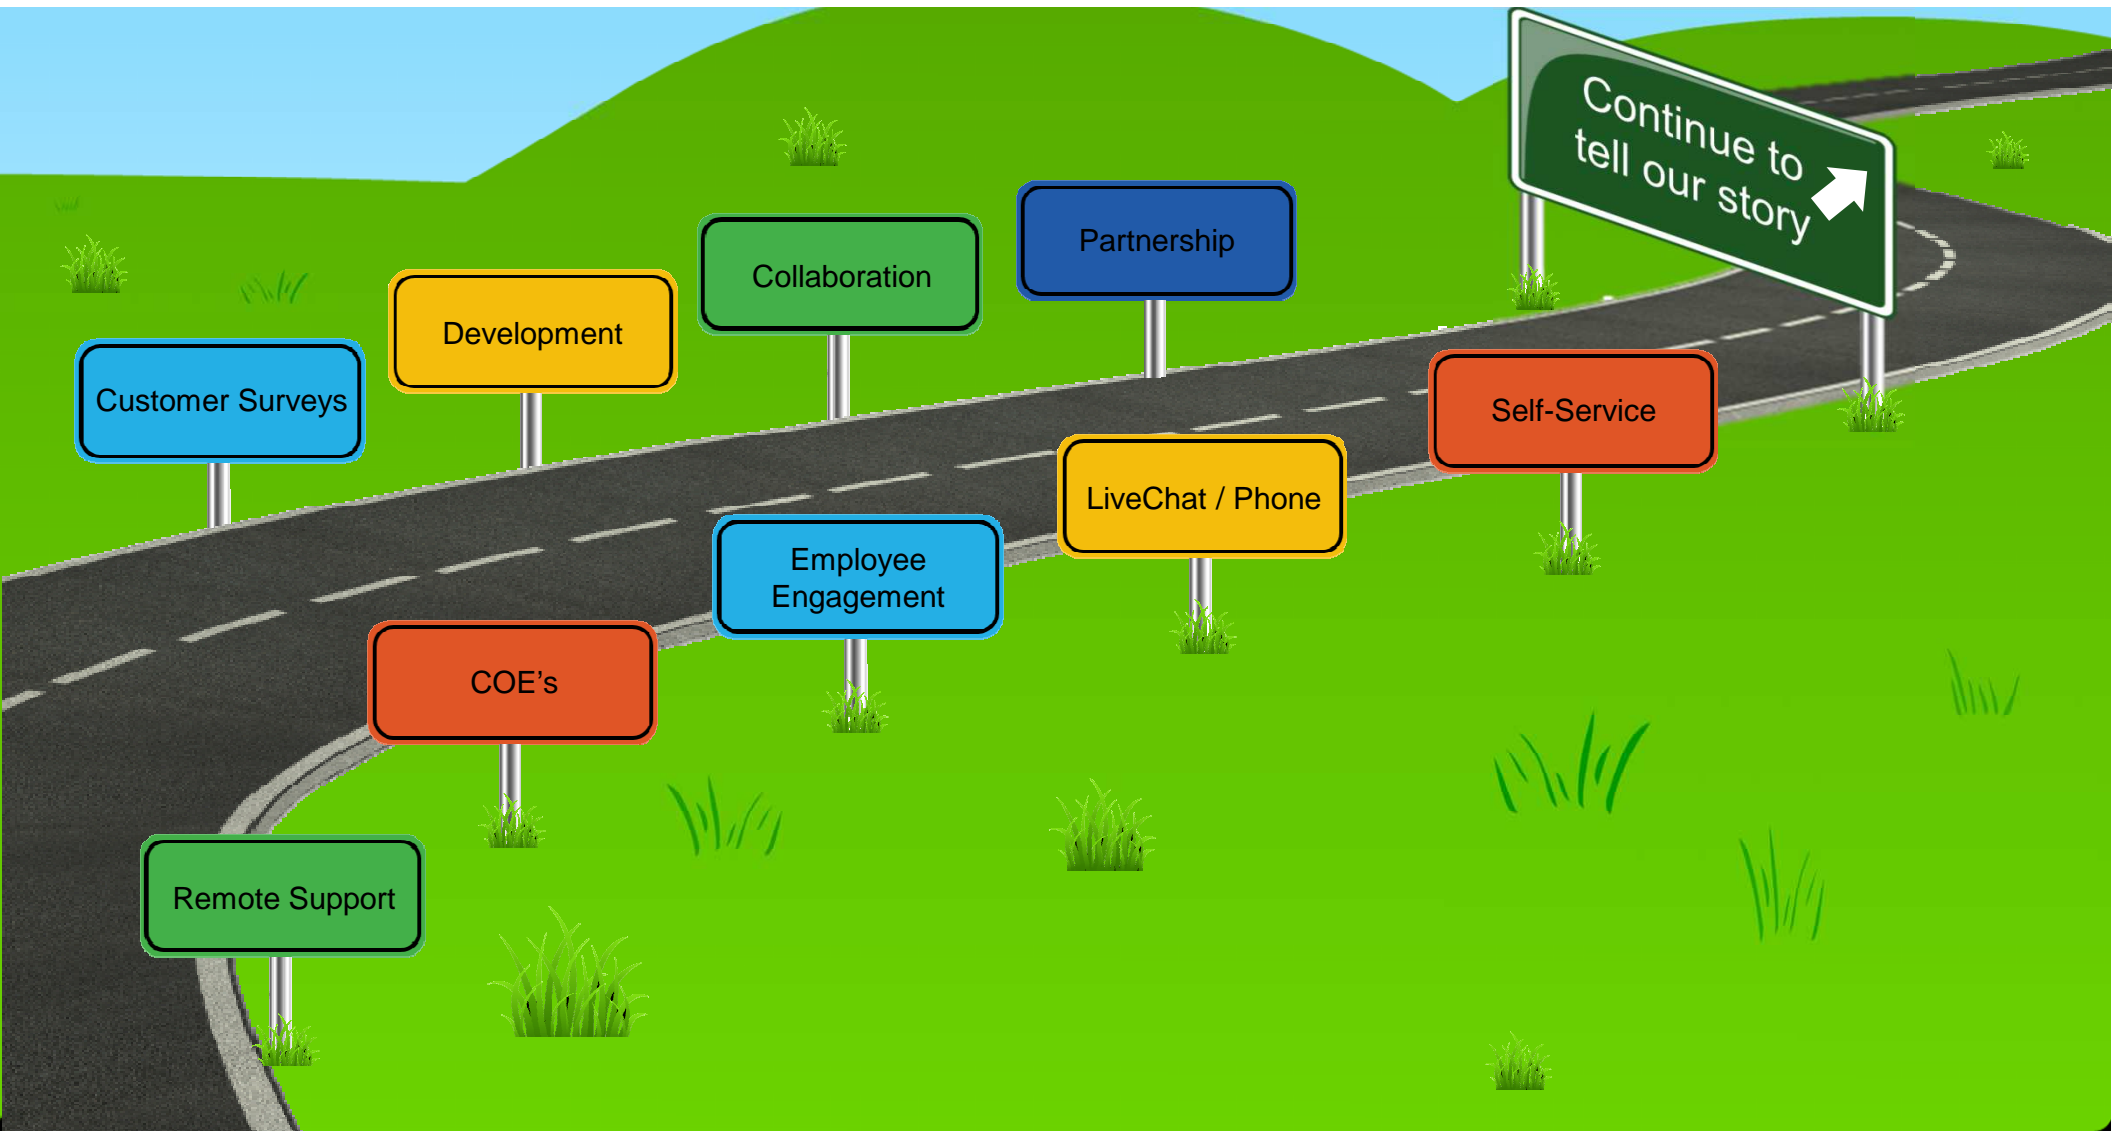 Continue to
tell our story
Partnership
Collaboration
Development
Customer Surveys
Self-Service
LiveChat / Phone
Employee
Engagement
COE’s
Remote Support